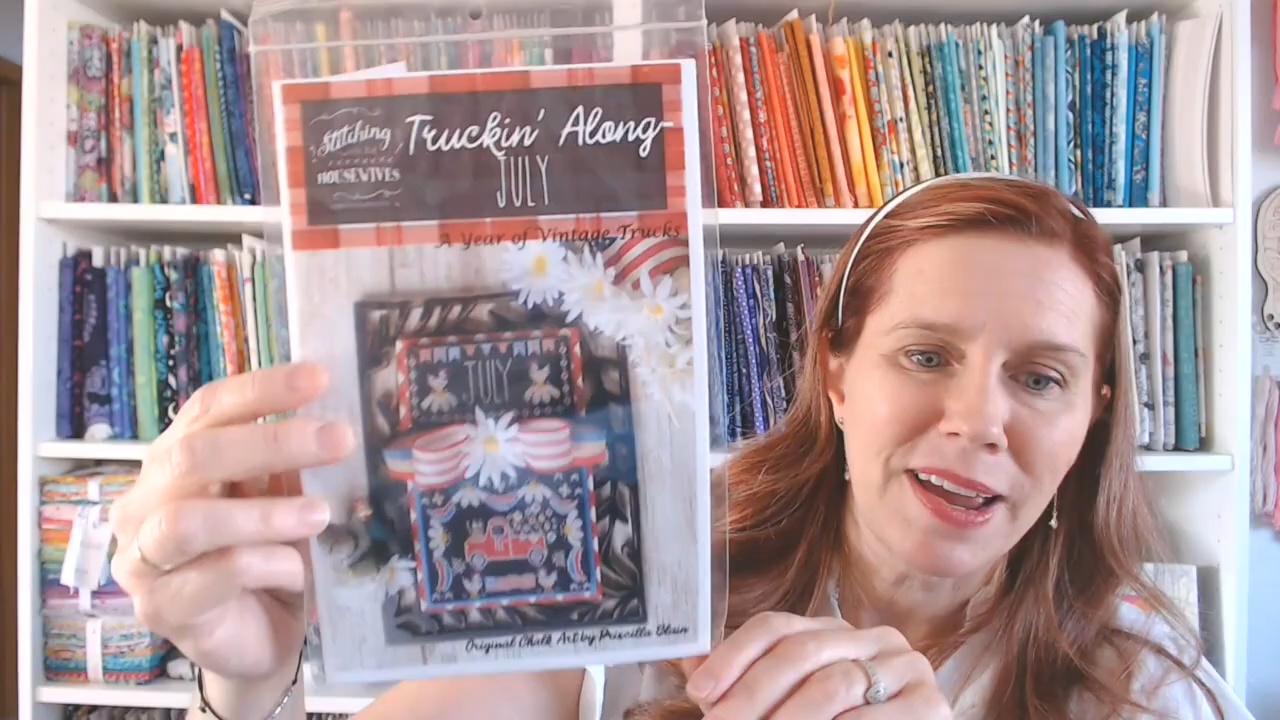 Stitching
HOUSEWIVES
Truckin' Along-
JULY
A Year of Vintage Trucks
JULY
Original Chalk Art by Priscilla Blain